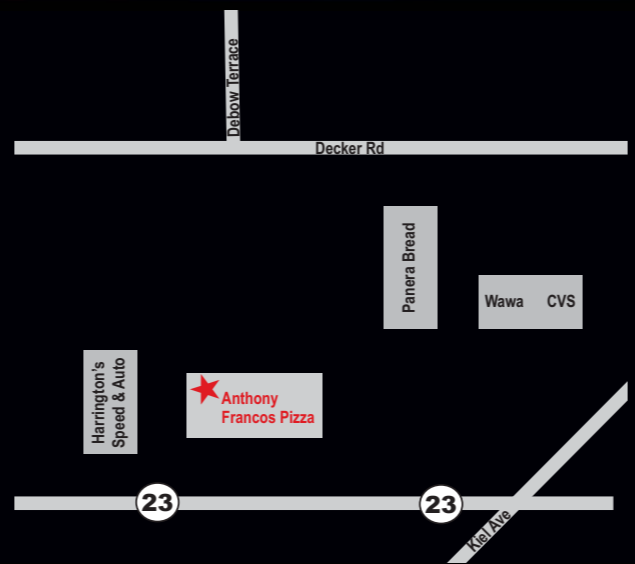 Debow Terrace
Decker Rd
Panera Bread
Wawa CVS
Harrington's
Speed & Auto
Anthony
Francos Pizza
23
23
Kiel Ave